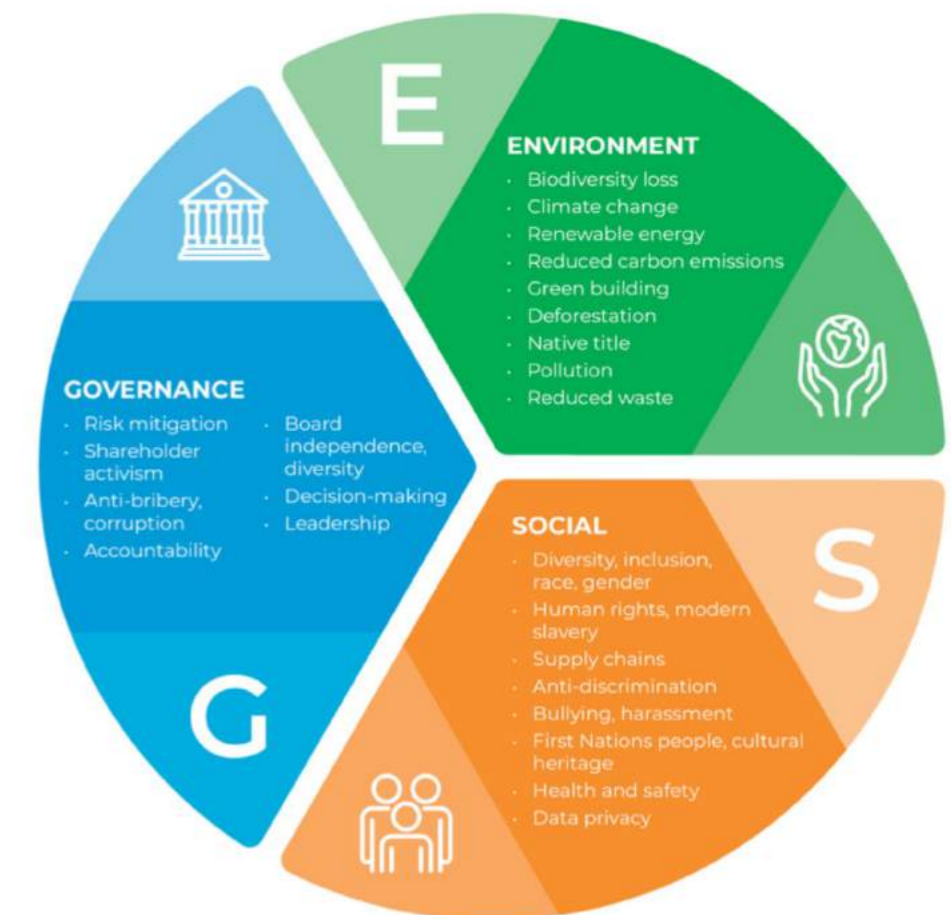 E
ENVIRONMENT
· Biodiversity loss
· Climate change
· Renewable energy
· Reduced carbon emissions
· Green building
· Deforestation
· Native title
· Pollution
· Reduced waste
GOVERNANCE
· Risk mitigation
· Shareholder
activism
· Anti-bribery,
corruption
· Accountability
· Board
independence,
diversity
· Decision-making
· Leadership
G
SOCIAL
· Diversity, inclusion,
race, gender
· Human rights, modern
slavery
· Supply chains
· Anti-discrimination
· Bullying, harassment
· First Nations people, cultural
heritage
· Health and safety
· Data privacy
S